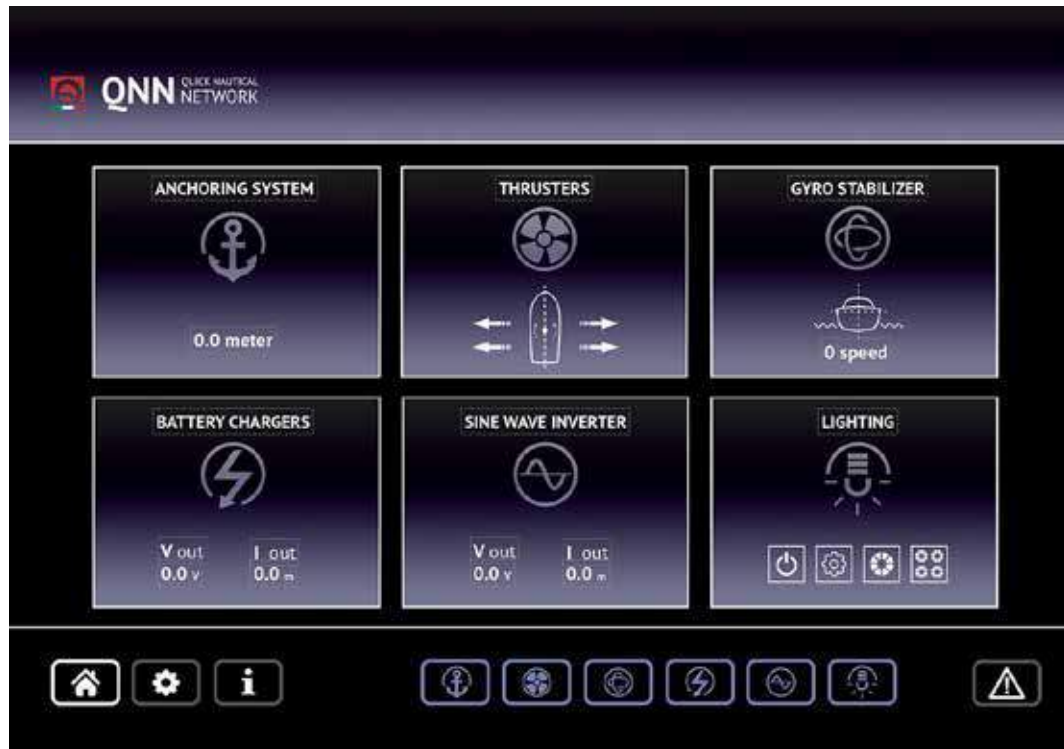 QNN QUICK NAUTICAL
NETWORK
ANCHORING SYSTEM
0.0 meter
THRUSTERS
GYRO STABILIZER
0 speed
BATTERY CHARGERS
V out I out
0.0 v 0.0 m
SINE WAVE INVERTER
V out I out
0.0 v 0.0 m
LIGHTING
i